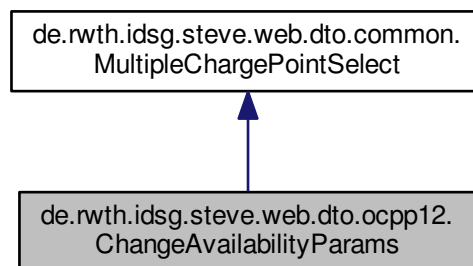 de.rwth.idsg.steve.web.dto.common.
MultipleChargePointSelect
de.rwth.idsg.steve.web.dto.ocpp12.
ChangeAvailabilityParams